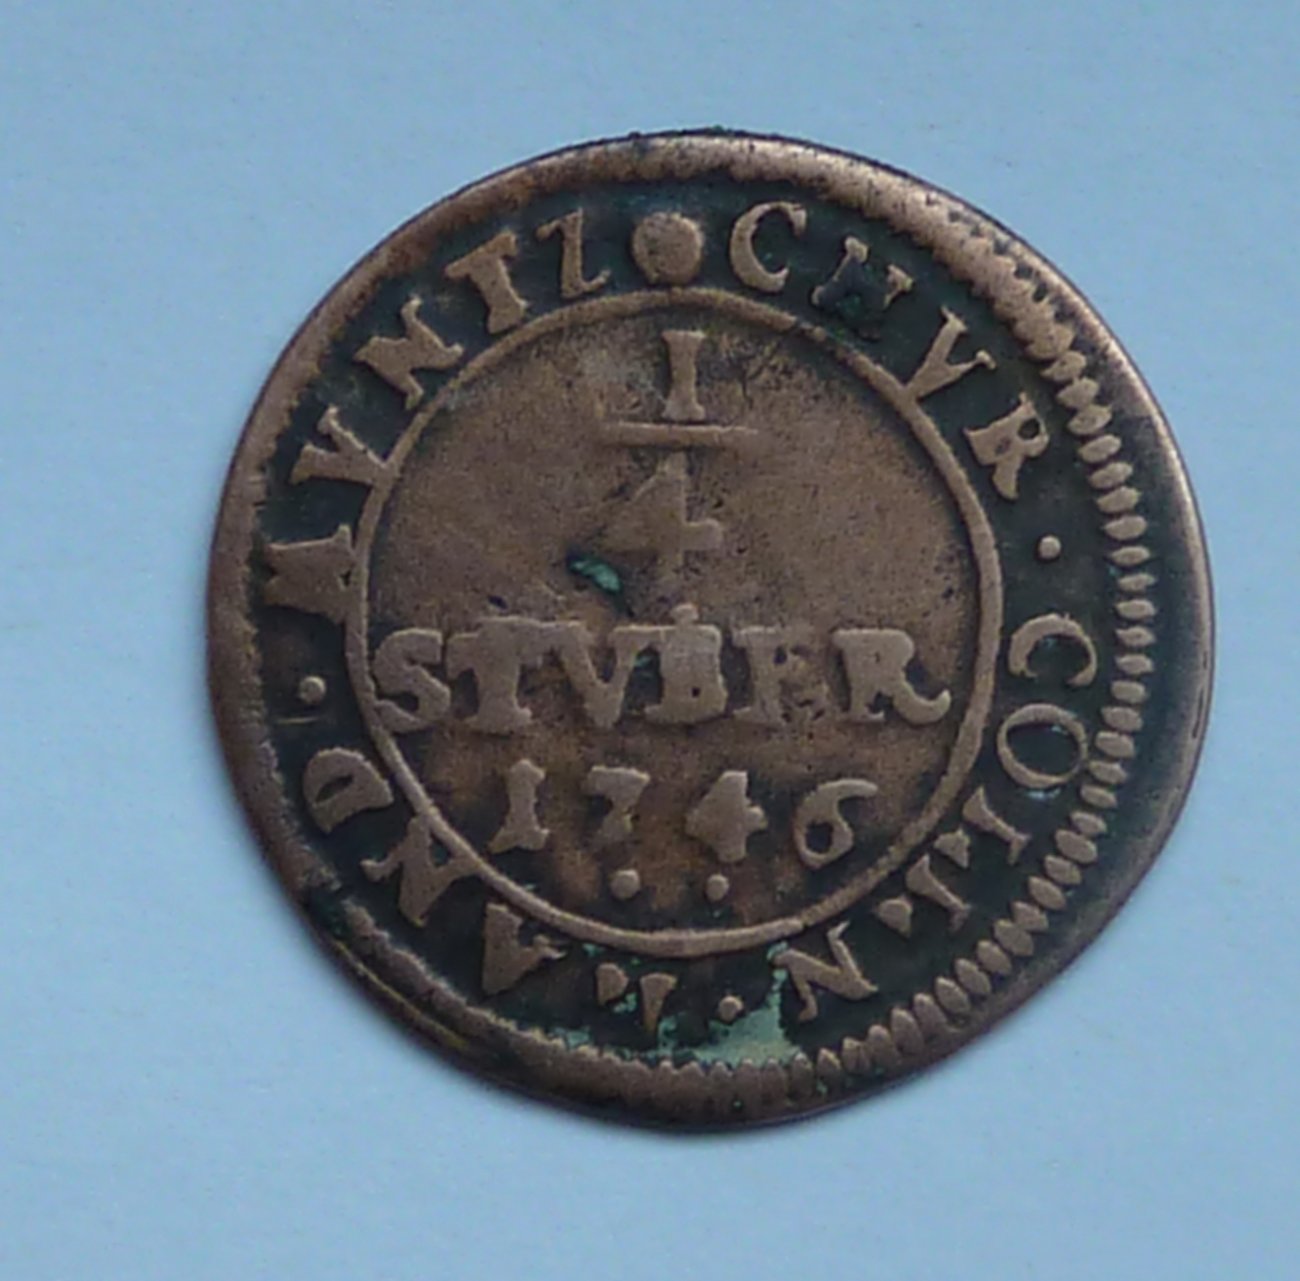 CHVR · COLLN · LAND · MVNTZ
1
4
STVBER
1746